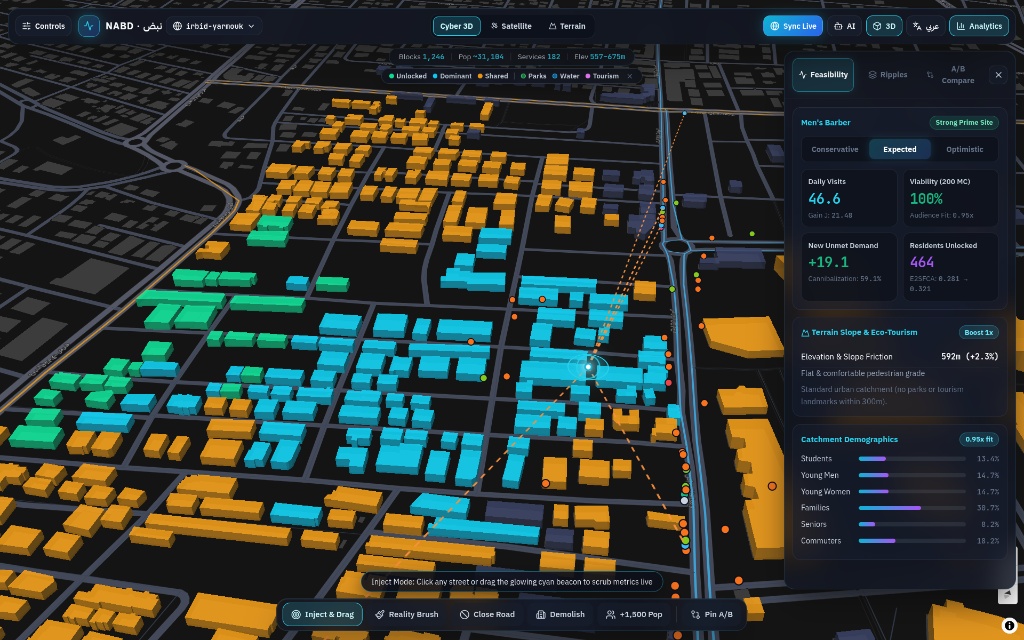 Controls
NABD · نبض
irbid-yarmouk
Cyber 3D
Satellite
Terrain
Sync Live
AI
3D
عربي
Analytics
Blocks 1,246 | Pop ~31,104 | Services 182 | Elev 557-675m
Unlocked Dominant Shared Parks Water Tourism ×
Feasibility
Ripples
A/B Compare
Men's Barber
Strong Prime Site
Conservative
Expected
Optimistic
Daily Visits
46.6
Gain J: 21.48
Viability (200 MC)
100%
Audience Fit: 0.95x
New Unmet Demand
+19.1
Cannibalization: 59.1%
Residents Unlocked
464
E2SFCA: 0.281 →
0.321
Terrain Slope & Eco-Tourism
Boost 1x
Elevation & Slope Friction
592m (+2.3%)
Flat & comfortable pedestrian grade
Standard urban catchment (no parks or tourism
landmarks within 300m).
Catchment Demographics
0.95x fit
Students 13.4%
Young Men 14.7%
Young Women 14.7%
Families 30.7%
Seniors 8.2%
Commuters 18.2%
Inject Mode: Click any street or drag the glowing cyan beacon to scrub metrics live
Inject & Drag
Reality Brush
Close Road
Demolish
+1,500 Pop
Pin A/B